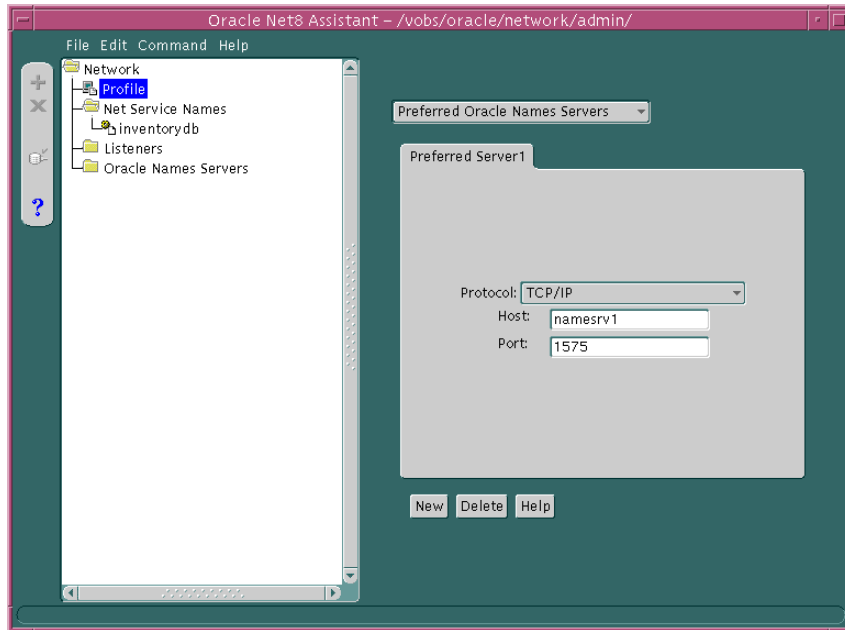 Oracle Net8 Assistant – /vobs/oracle/network/admin/
File Edit Command Help
Network
Profile
Net Service Names
inventorydb
Listeners
Oracle Names Servers
?
Preferred Oracle Names Servers
Preferred Server1
Protocol: TCP/IP
Host: namesrv1
Port: 1575
New Delete Help